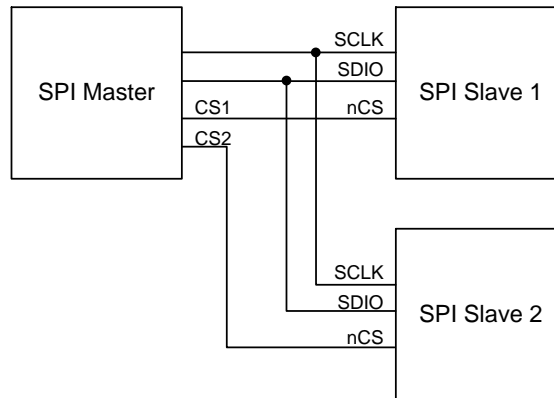 SCLK
SDIO
SPI Master
SPI Slave 1
CS1
nCS
CS2
SCLK
SDIO
SPI Slave 2
nCS